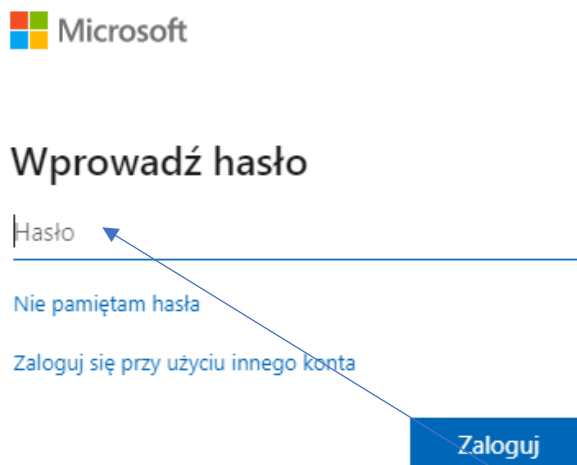 Microsoft
Wprowadź hasło
Hasło
Nie pamiętam hasła
Zaloguj się przy użyciu innego konta
Zaloguj